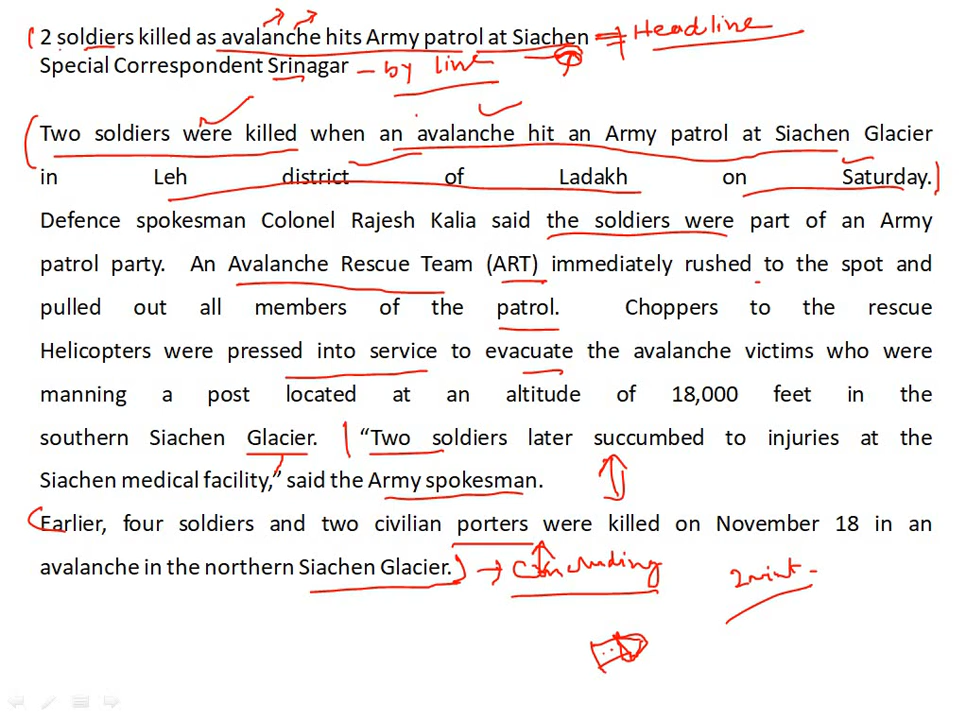 2 soldiers killed as avalanche hits Army patrol at Siachen Headline
Special Correspondent Srinagar – by line
Two soldiers were killed when an avalanche hit an Army patrol at Siachen Glacier
in Leh district of Ladakh on Saturday.
Defence spokesman Colonel Rajesh Kalia said the soldiers were part of an Army
patrol party. An Avalanche Rescue Team (ART) immediately rushed to the spot and
pulled out all members of the patrol. Choppers to the rescue
Helicopters were pressed into service to evacuate the avalanche victims who were
manning a post located at an altitude of 18,000 feet in the
southern Siachen Glacier. “Two soldiers later succumbed to injuries at the
Siachen medical facility,” said the Army spokesman.
Earlier, four soldiers and two civilian porters were killed on November 18 in an
avalanche in the northern Siachen Glacier. → Concluding